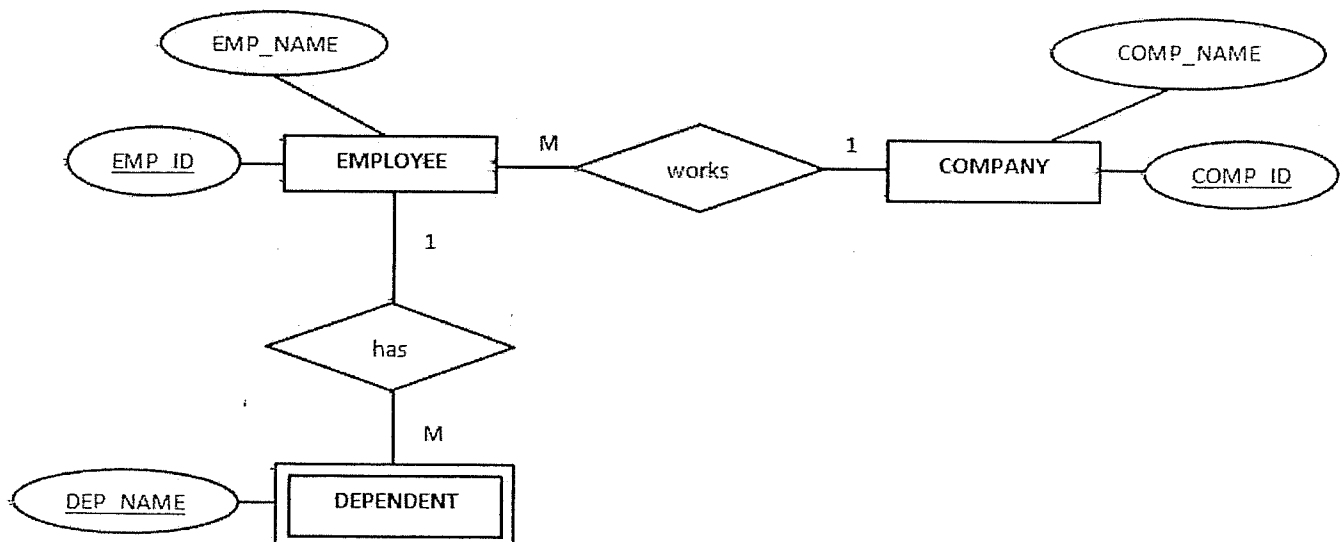 EMP_NAME
COMP_NAME
EMP_ID
EMPLOYEE
M
works
1
COMPANY
COMP_ID
1
has
M
DEP_NAME
DEPENDENT